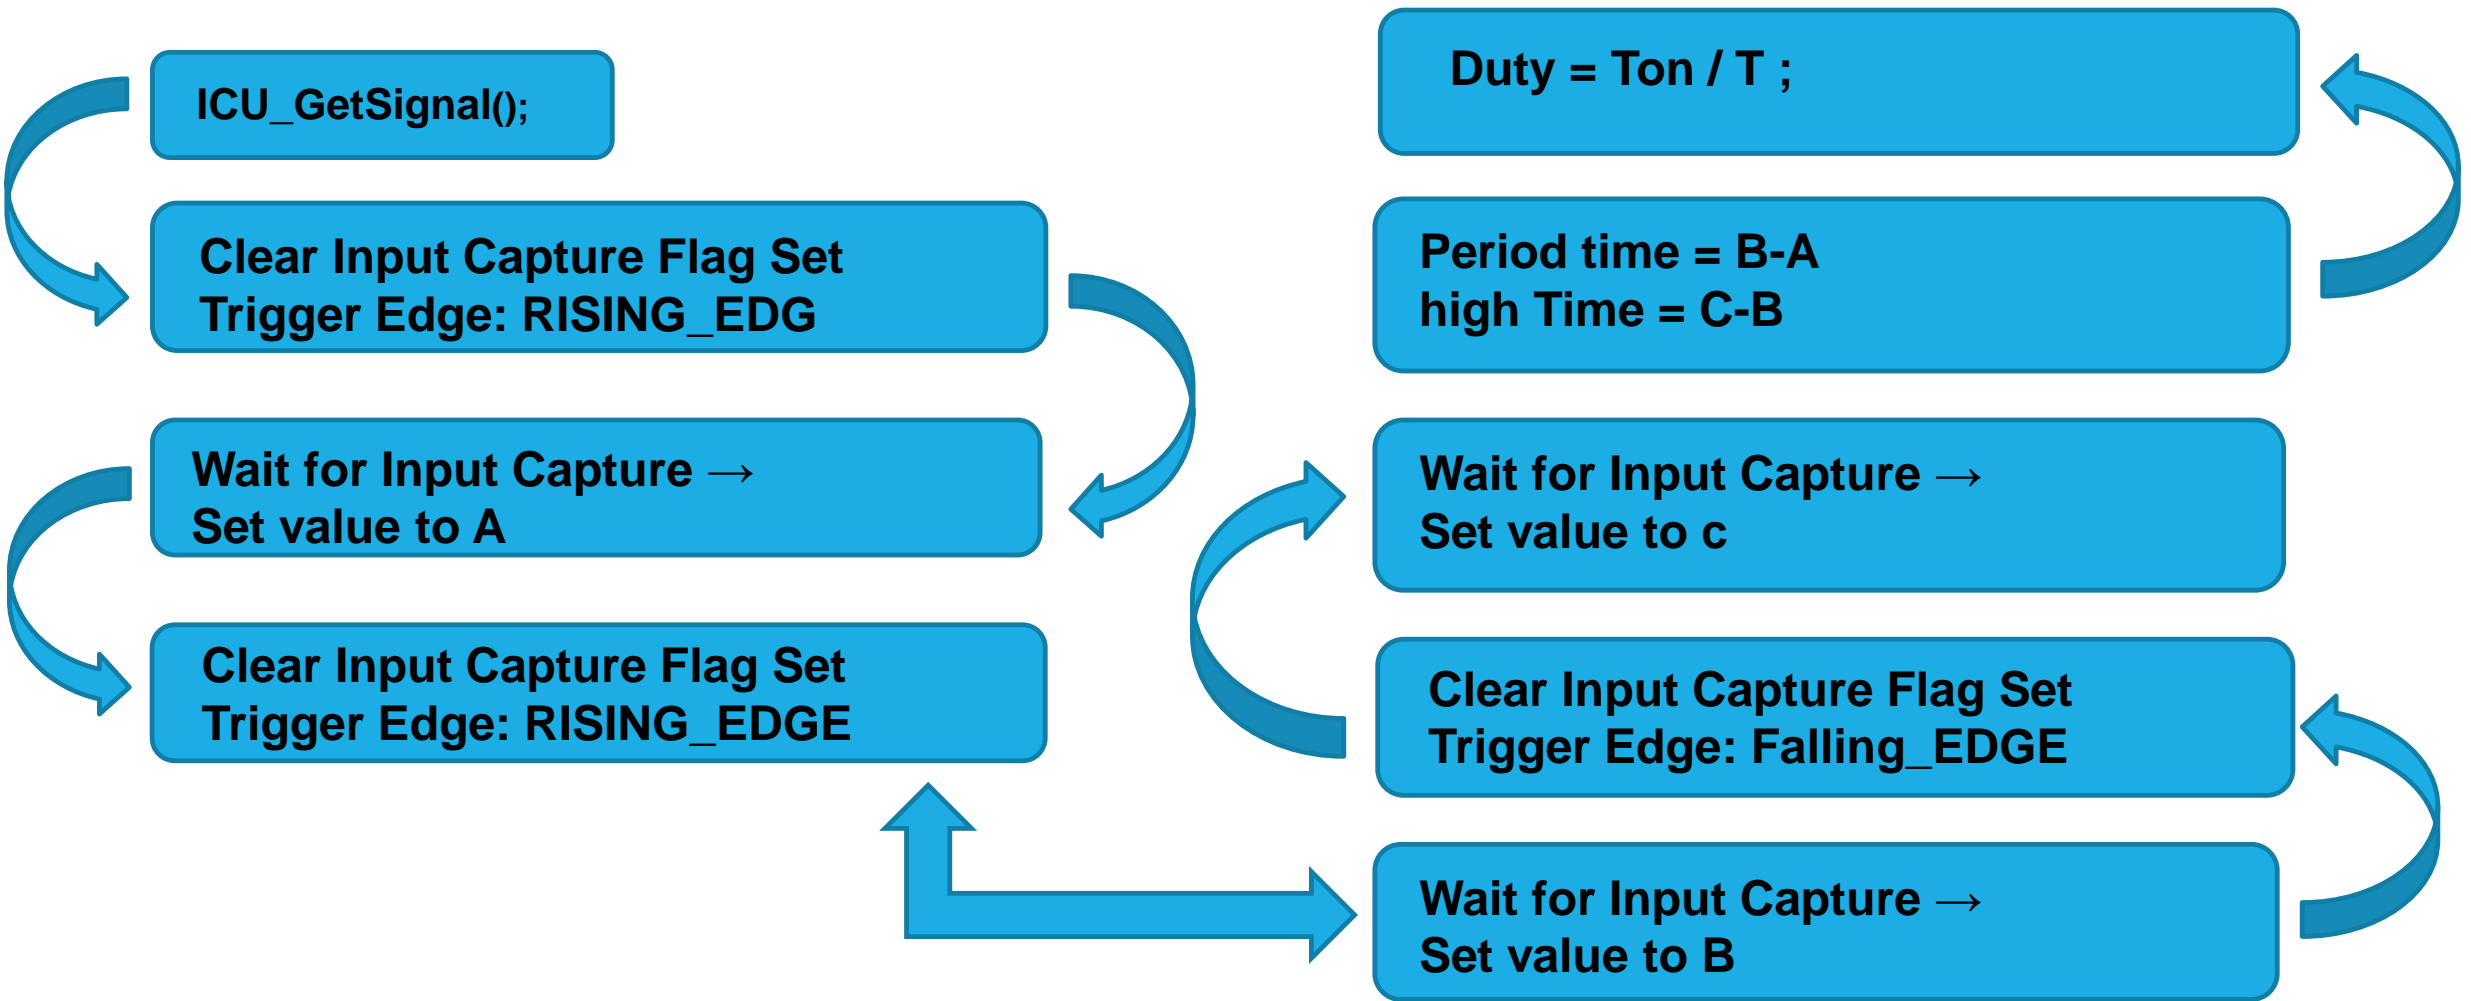 ICU_GetSignal();
Clear Input Capture Flag Set
Trigger Edge: RISING_EDG
Wait for Input Capture →
Set value to A
Clear Input Capture Flag Set
Trigger Edge: RISING_EDGE
Duty = Ton / T ;
Period time = B-A
high Time = C-B
Wait for Input Capture →
Set value to c
Clear Input Capture Flag Set
Trigger Edge: Falling_EDGE
Wait for Input Capture →
Set value to B